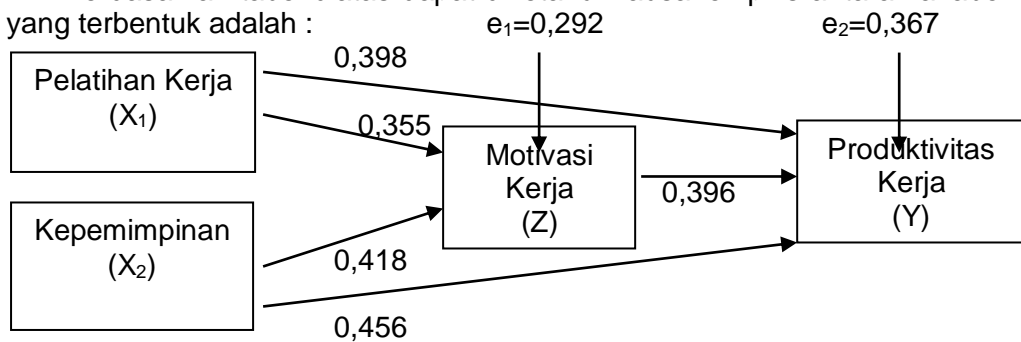 yang terbentuk adalah :
e₁=0,292
e₂=0,367
0,398
Pelatihan Kerja
(X₁)
0,355
Motivasi
Kerja
(Z)
0,396
Produktivitas
Kerja
(Y)
Kepemimpinan
(X₂)
0,418
0,456